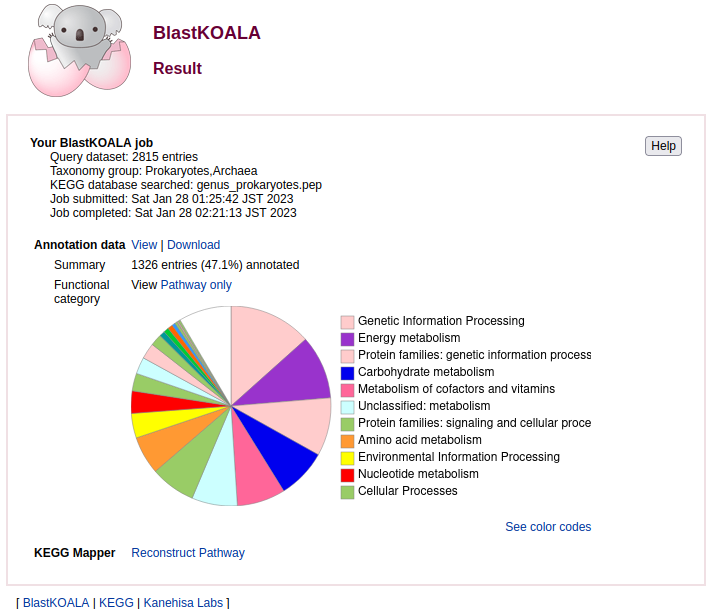 BlastKOALA
Result
Your BlastKOALA job
Help
Query dataset: 2815 entries
Taxonomy group: Prokaryotes,Archaea
KEGG database searched: genus_prokaryotes.pep
Job submitted: Sat Jan 28 01:25:42 JST 2023
Job completed: Sat Jan 28 02:21:13 JST 2023
Annotation data View | Download
Summary 1326 entries (47.1%) annotated
Functional category View Pathway only
Genetic Information Processing
Energy metabolism
Protein families: genetic information process
Carbohydrate metabolism
Metabolism of cofactors and vitamins
Unclassified: metabolism
Protein families: signaling and cellular proce
Amino acid metabolism
Environmental Information Processing
Nucleotide metabolism
Cellular Processes
See color codes
KEGG Mapper Reconstruct Pathway
[ BlastKOALA | KEGG | Kanehisa Labs ]